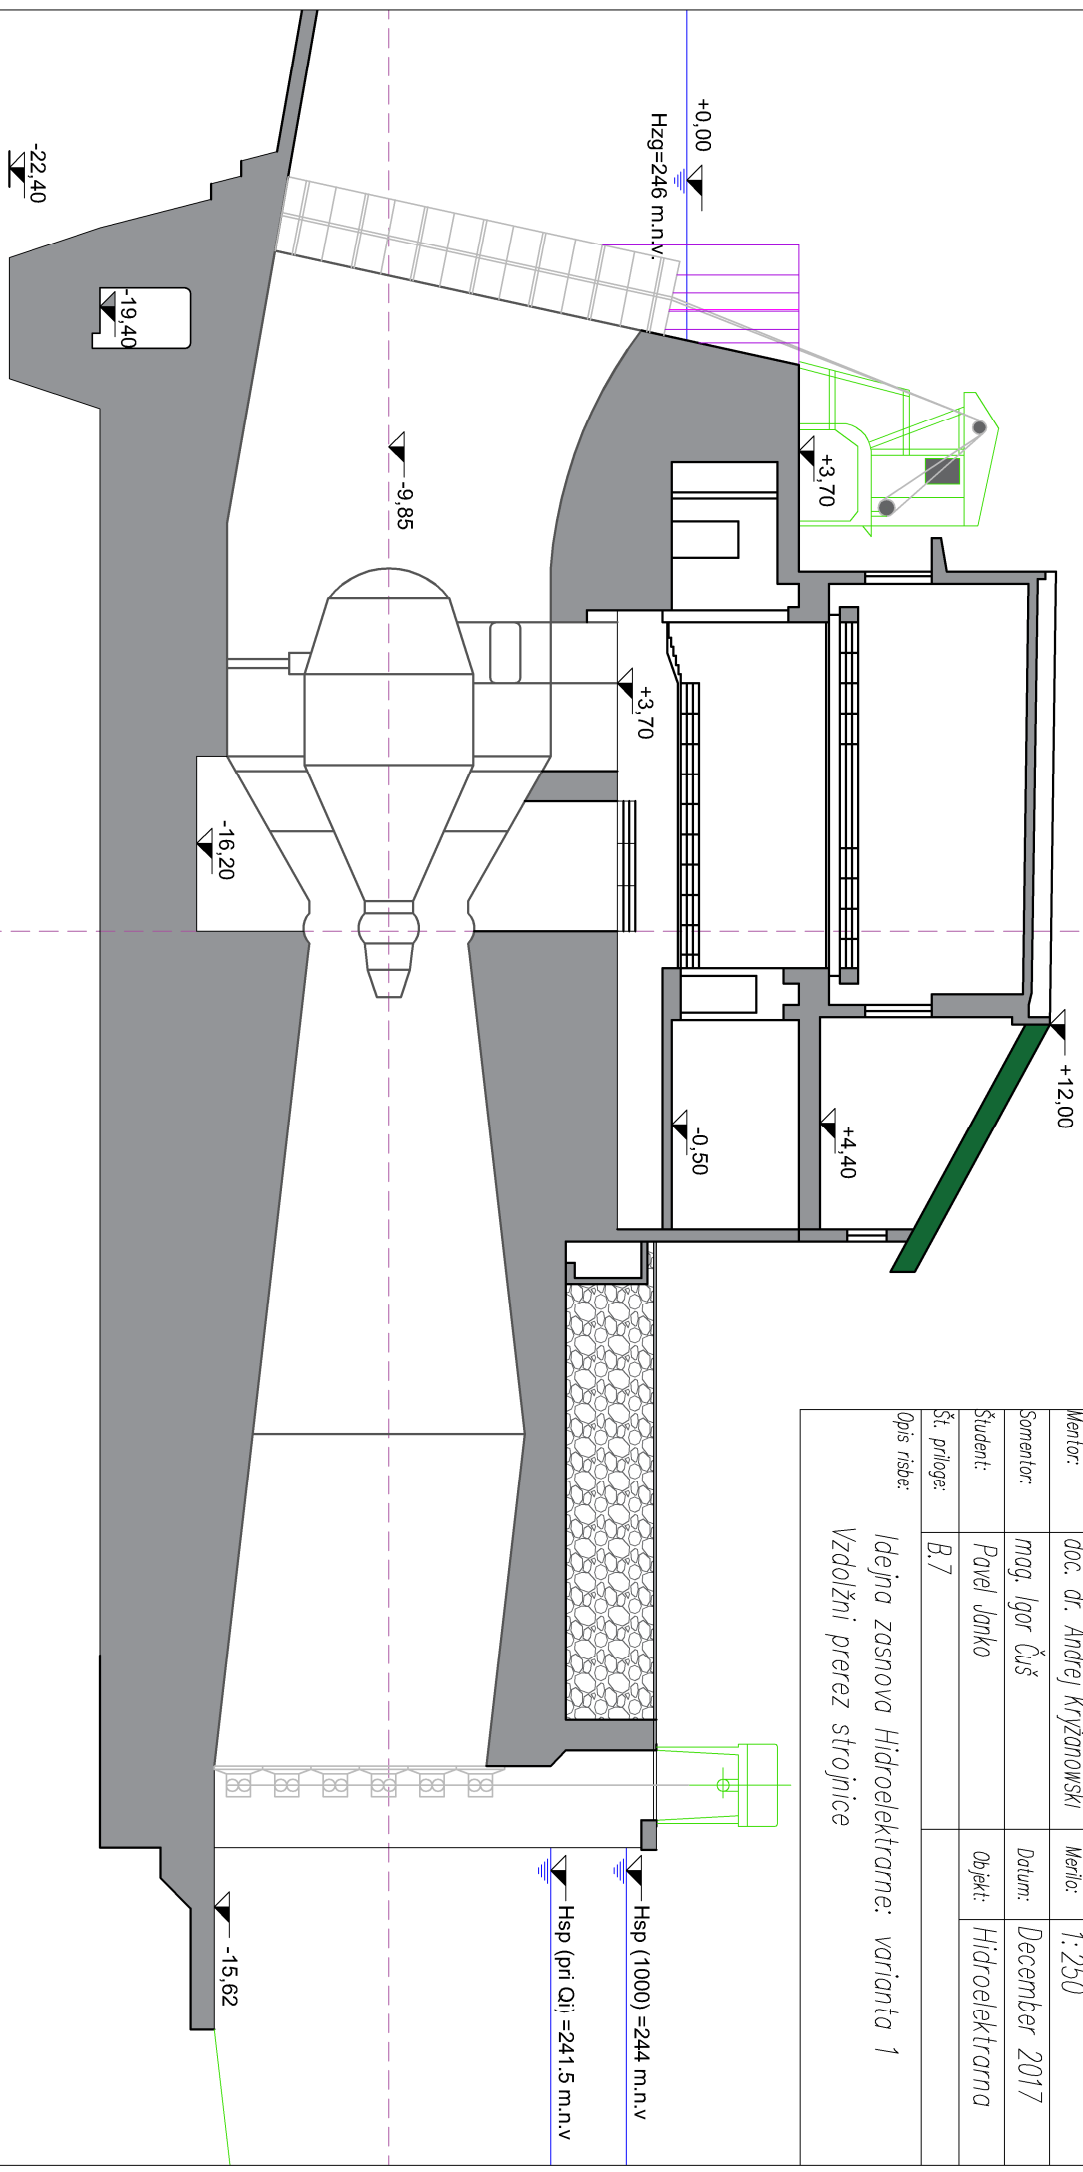 +0,00
Hzg=246 m.n.v.
-22,40
-19,40
-9,85
+3,70
+3,70
-16,20
+12,00
+4,40
-0,50
-15,62
Hsp (1000) =244 m.n.v
=241.5 m.n.v
Hsp (pri
Mentor: doc. dr. Andrej Kryžanowski Merilo: 1:250
Somentor: mag. Igor Čuš Datum: December 2017
Študent: Pavel Janko Objekt: Hidroelektrarna
Št. priloge: B.7
Opis risbe:
Idejna zasnova Hidroelektrarne: varianta 1
Vzdolžni prerez strojnice